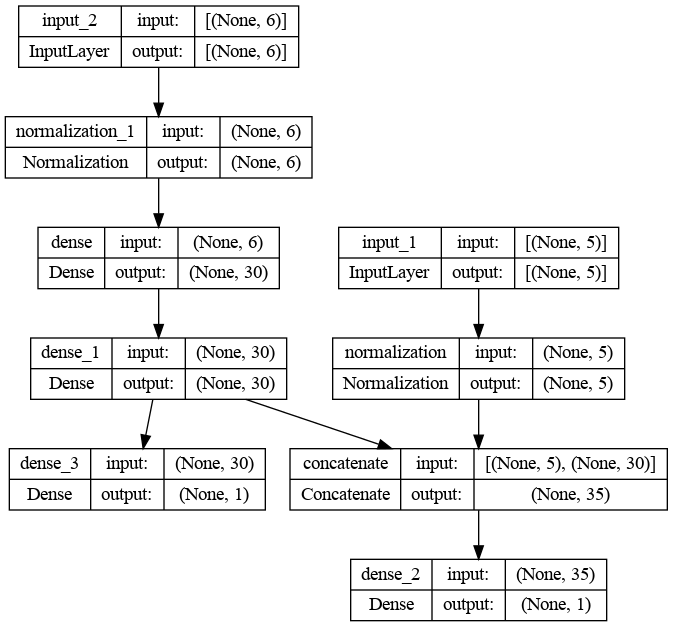 input_2 input: [(None, 6)]
InputLayer output: [(None, 6)]
normalization_1 input: (None, 6)
Normalization output: (None, 6)
dense input: (None, 6)
Dense output: (None, 30)
input_1 input: [(None, 5)]
InputLayer output: [(None, 5)]
dense_1 input: (None, 30)
Dense output: (None, 30)
normalization input: (None, 5)
Normalization output: (None, 5)
dense_3 input: (None, 30)
Dense output: (None, 1)
concatenate input: [(None, 5), (None, 30)]
Concatenate output: (None, 35)
dense_2 input: (None, 35)
Dense output: (None, 1)